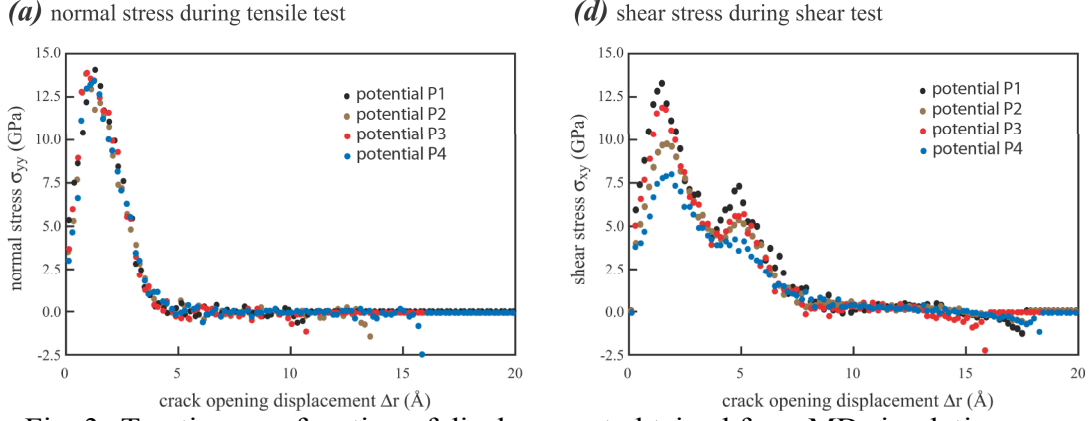 (a) normal stress during tensile test
15.0
12.5
10.0
7.5
5.0
2.5
0.0
-2.5
normal stress σyy (GPa)
potential P1
potential P2
potential P3
potential P4
0 5 10 15 20
crack opening displacement Δr (Å)
(d) shear stress during shear test
15.0
12.5
10.0
7.5
5.0
2.5
0.0
-2.5
shear stress σxy (GPa)
potential P1
potential P2
potential P3
potential P4
0 5 10 15 20
crack opening displacement Δr (Å)